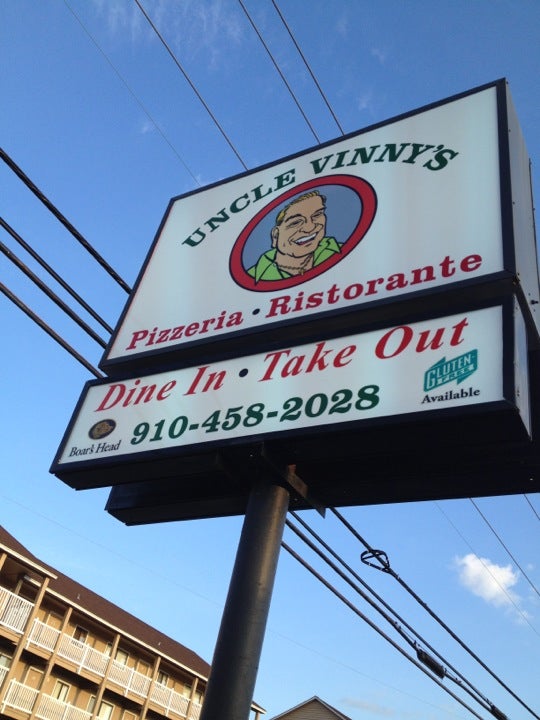 UNCLE VINNY'S
Pizzeria • Ristorante
Dine In • Take Out
Boar's Head 910-458-2028
GLUTEN-FREE
Available